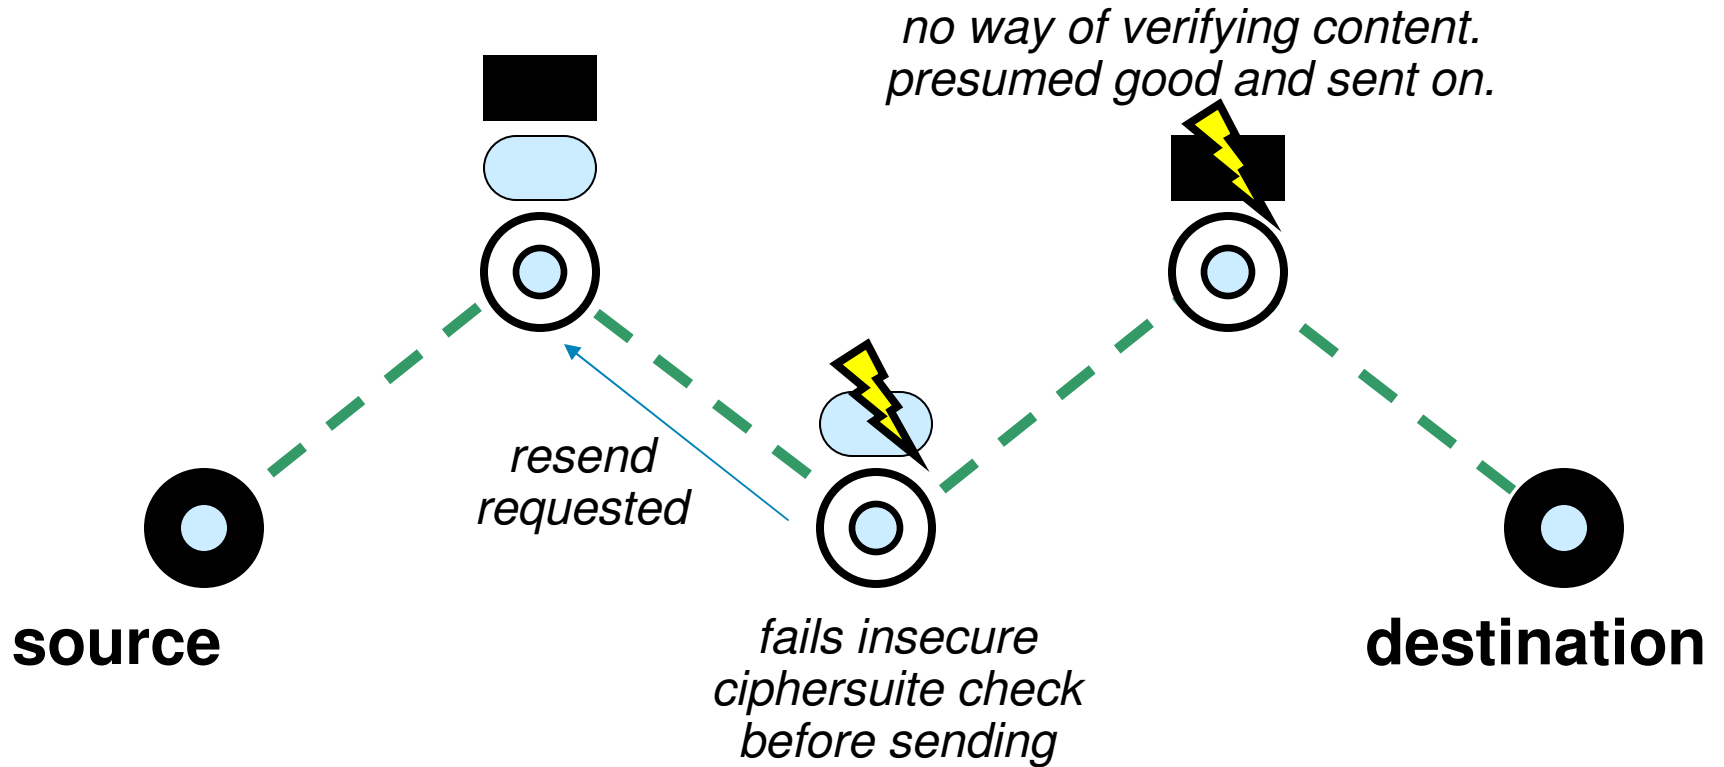 no way of verifying content.
presumed good and sent on.
resend
requested
source
fails insecure
ciphersuite check
before sending
destination